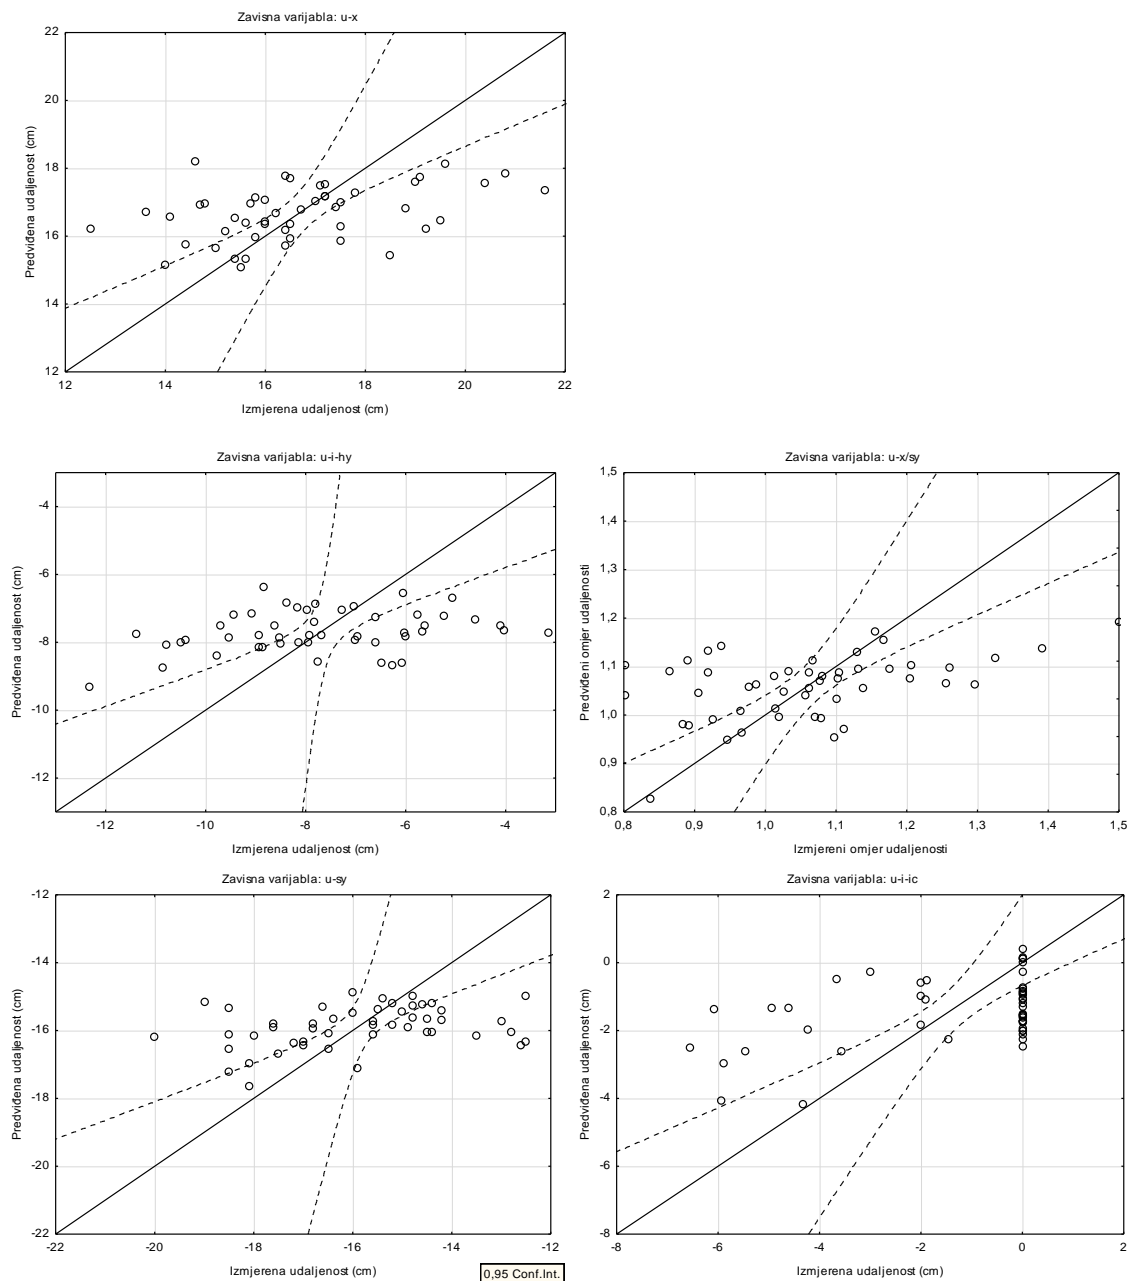 Zavisna varijabla: u-x
22
20
18
16
14
12
12 14 16 18 20 22
Predviđena udaljenost (cm)
Izmjerena udaljenost (cm)
Zavisna varijabla: u-i-hy
-4
-6
-8
-10
-12
-12 -10 -8 -6 -4
Predviđena udaljenost (cm)
Izmjerena udaljenost (cm)
Zavisna varijabla: u-x/sy
1,5
1,4
1,3
1,2
1,1
1,0
0,9
0,8
0,8 0,9 1,0 1,1 1,2 1,3 1,4 1,5
Predviđeni omjer udaljenosti
Izmjereni omjer udaljenosti
Zavisna varijabla: u-sy
-12
-14
-16
-18
-20
-22
-22 -20 -18 -16 -14 -12
Predviđena udaljenost (cm)
Izmjerena udaljenost (cm)
0,95 Conf.Int.
Zavisna varijabla: u-i-ic
2
0
-2
-4
-6
-8
-8 -6 -4 -2 0 2
Predviđena udaljenost (cm)
Izmjerena udaljenost (cm)